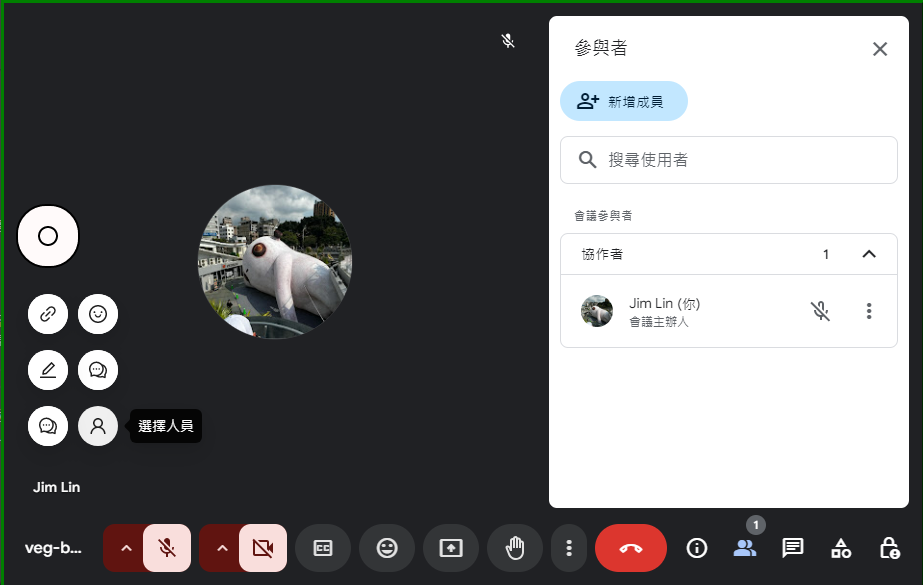 參與者
新增成員
搜尋使用者
會議參與者
協作者 1
Jim Lin (你)
會議主辦人
選擇人員
Jim Lin
veg-b...
1